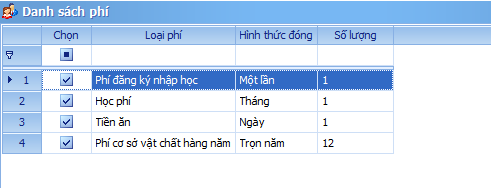 Danh sách phí
Chọn Loại phí Hình thức đóng Số lượng
1 Phí đăng ký nhập học Một lần 1
2 Học phí Tháng 1
3 Tiền ăn Ngày 1
4 Phí cơ sở vật chất hàng năm Trọn năm 12